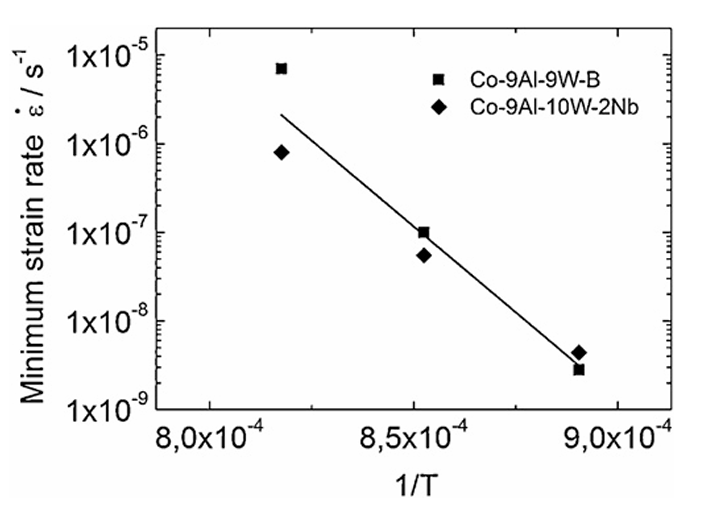 Minimum strain rate ε̇ / s⁻¹
1x10⁻⁵
1x10⁻⁶
1x10⁻⁷
1x10⁻⁸
1x10⁻⁹
Co-9Al-9W-B
Co-9Al-10W-2Nb
8,0x10⁻⁴ 8,5x10⁻⁴ 9,0x10⁻⁴
1/T